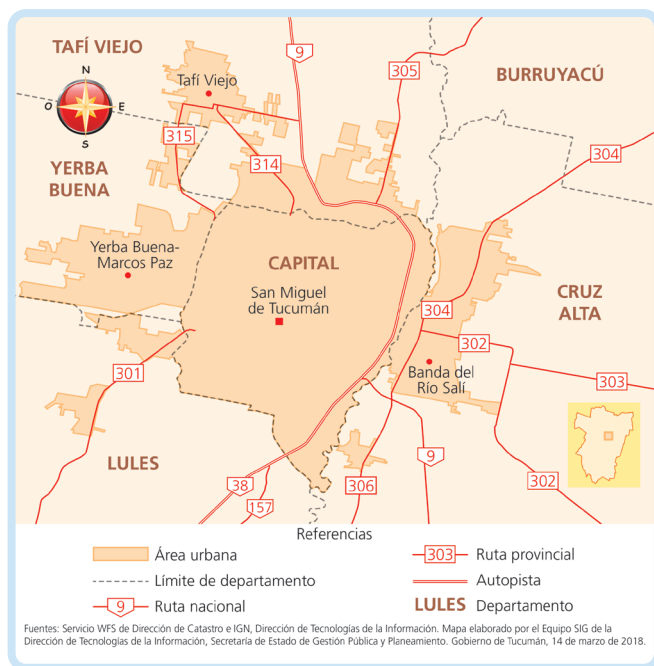 TAFÍ VIEJO
N
O
E
S
9
305
BURRUYACÚ
Tafí Viejo
315
314
304
YERBA
BUENA
Yerba Buena-
Marcos Paz
CAPITAL
San Miguel
de Tucumán
CRUZ
ALTA
304
302
301
Banda del
Río Salí
303
LULES
9
38
306
302
157
Referencias
Área urbana
303 Ruta provincial
Límite de departamento
Autopista
9 Ruta nacional
LULES Departamento
Fuentes: Servicio WFS de Dirección de Catastro e IGN, Dirección de Tecnologías de la Información. Mapa elaborado por el Equipo SIG de la
Dirección de Tecnologías de la Información, Secretaría de Estado de Gestión Pública y Planeamiento. Gobierno de Tucumán, 14 de marzo de 2018.